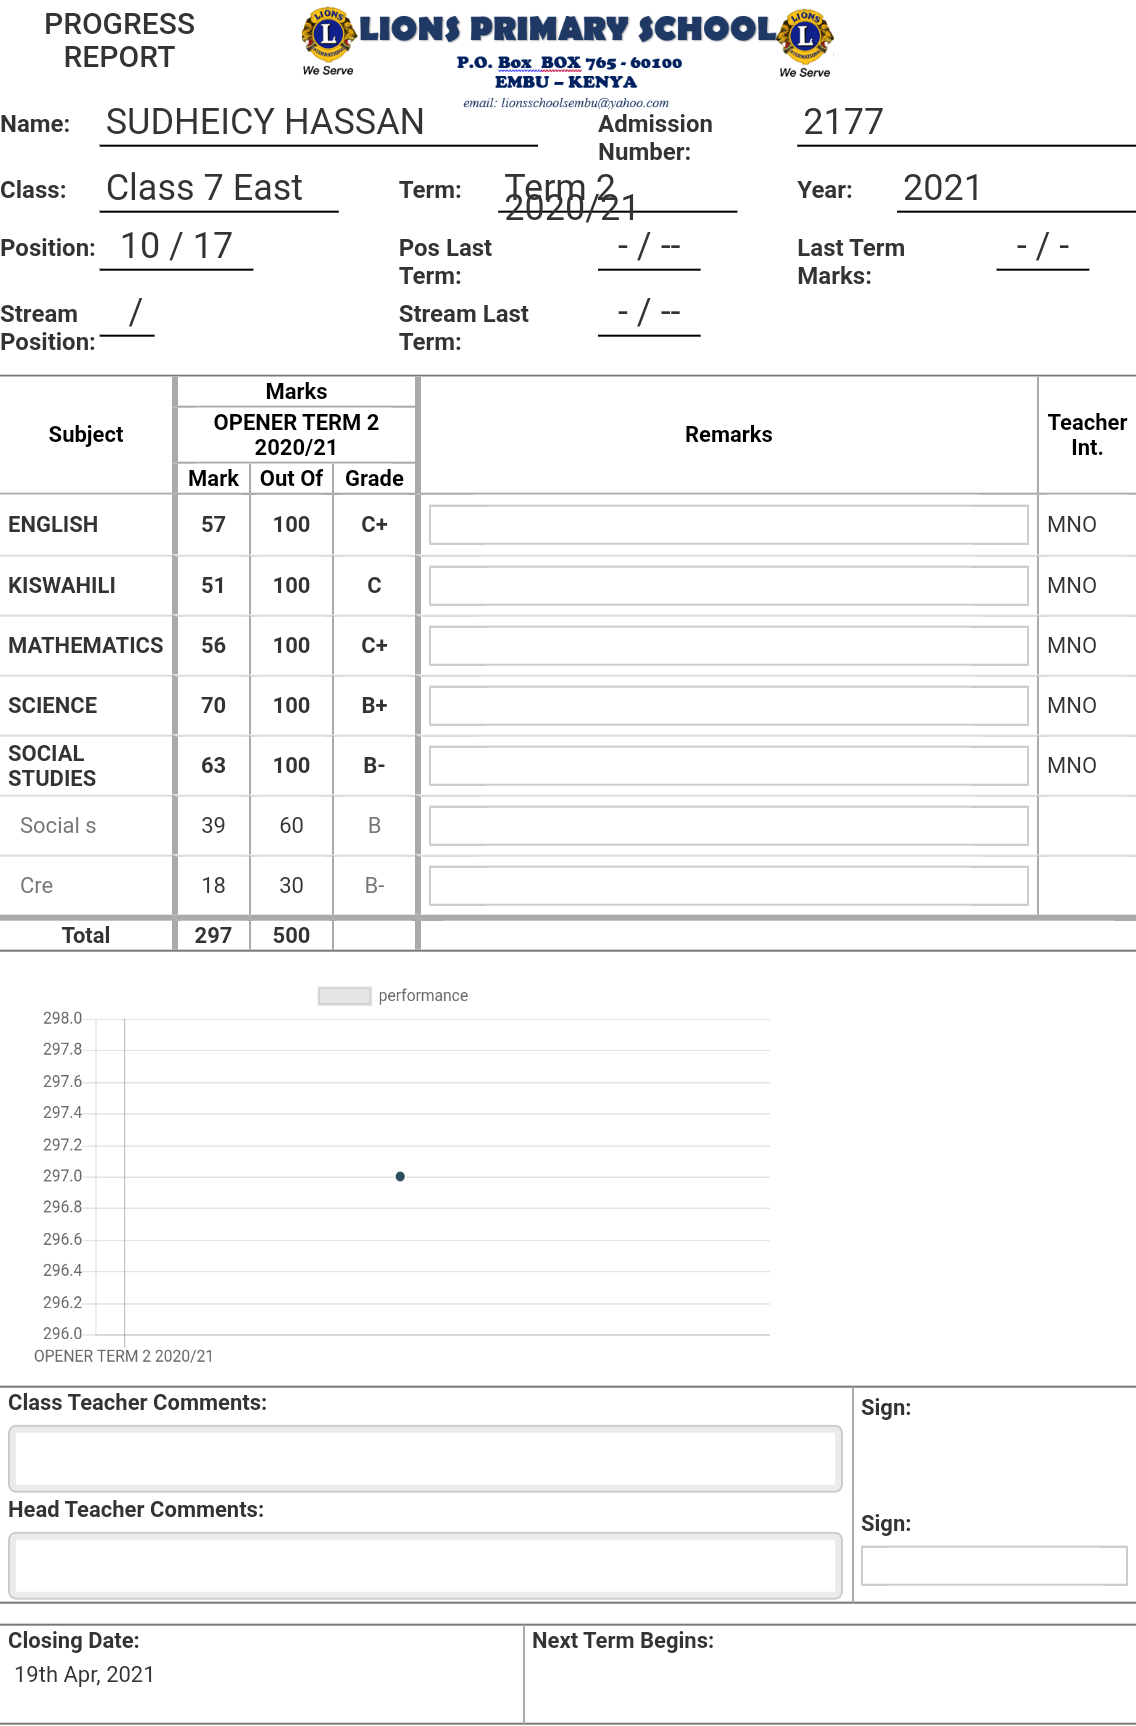 PROGRESS
REPORT
LIONS PRIMARY SCHOOL
We Serve
We Serve
P.O. Box BOX 765 - 60100
EMBU – KENYA
email: lionsschoolsembu@yahoo.com
Name: SUDHEICY HASSAN Admission Number: 2177
Class: Class 7 East Term: Term 2 2020/21 Year: 2021
Position: 10 / 17 Pos Last Term: - / -- Last Term Marks: - / -
Stream Position: / Stream Last Term: - / --
Subject Marks Remarks Teacher Int.
OPENER TERM 2
2020/21
Mark Out Of Grade
ENGLISH 57 100 C+ MNO
KISWAHILI 51 100 C MNO
MATHEMATICS 56 100 C+ MNO
SCIENCE 70 100 B+ MNO
SOCIAL STUDIES 63 100 B- MNO
Social s 39 60 B
Cre 18 30 B-
Total 297 500
performance
298.0
297.8
297.6
297.4
297.2
297.0
296.8
296.6
296.4
296.2
296.0
OPENER TERM 2 2020/21
Class Teacher Comments: Sign:
Head Teacher Comments:
Sign:
Closing Date: Next Term Begins:
19th Apr, 2021